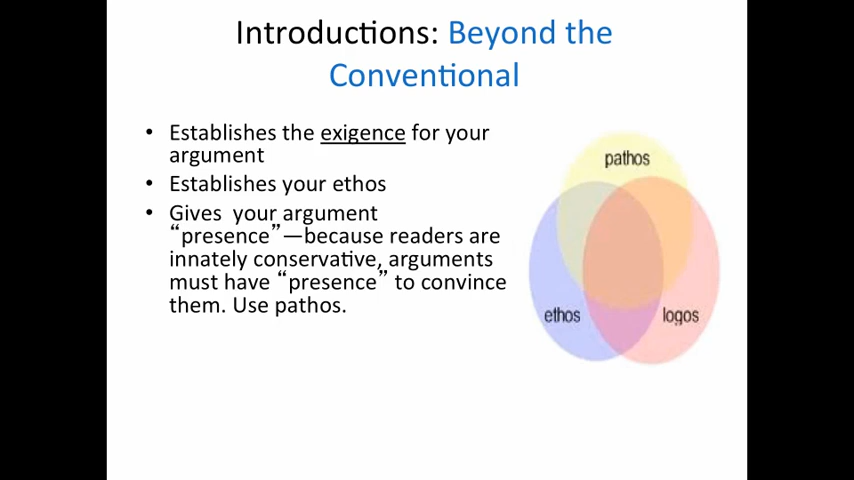 Introductions: Beyond the
Conventional
• Establishes the exigence for your
argument
• Establishes your ethos
• Gives your argument
“presence”—because readers are
innately conservative, arguments
must have “presence” to convince
them. Use pathos.
pathos
ethos
logos